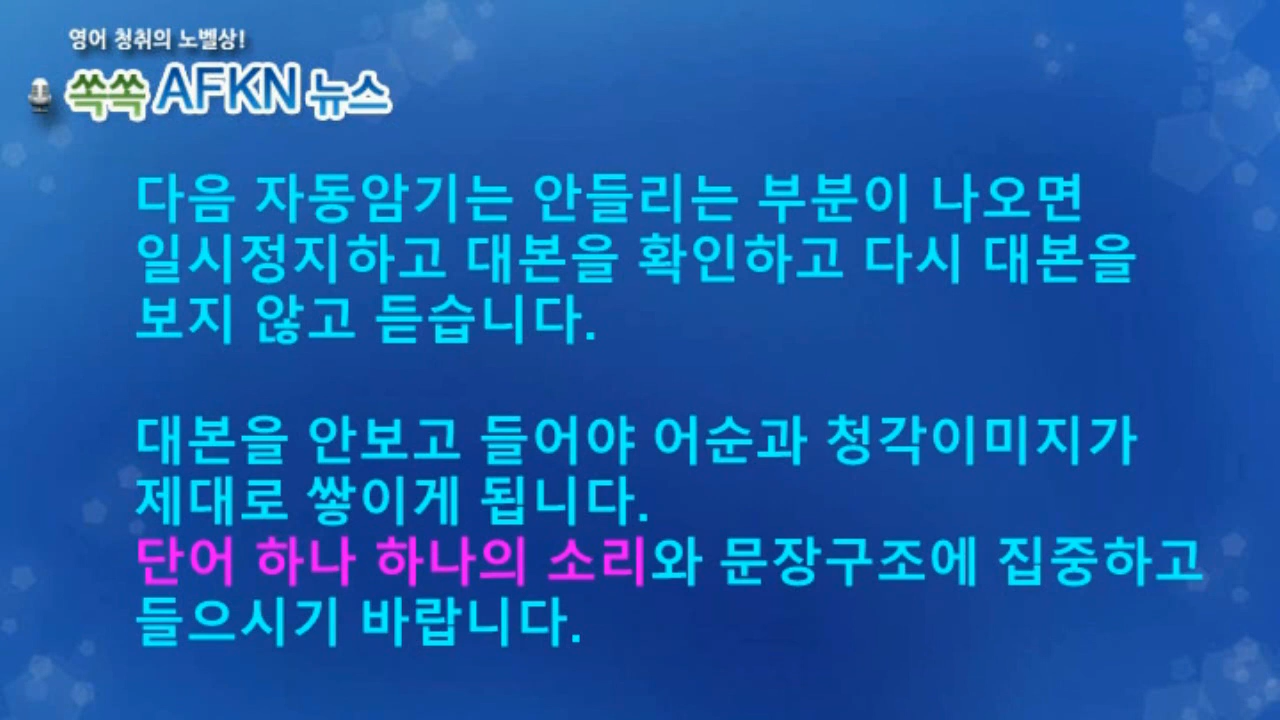 영어 청취의 노벨상!
쏙쏙 AFKN 뉴스
다음 자동암기는 안들리는 부분이 나오면
일시정지하고 대본을 확인하고 다시 대본을
보지 않고 듣습니다.
대본을 안보고 들어야 어순과 청각이미지가
제대로 쌓이게 됩니다.
단어 하나 하나의 소리와 문장구조에 집중하고
들으시기 바랍니다.